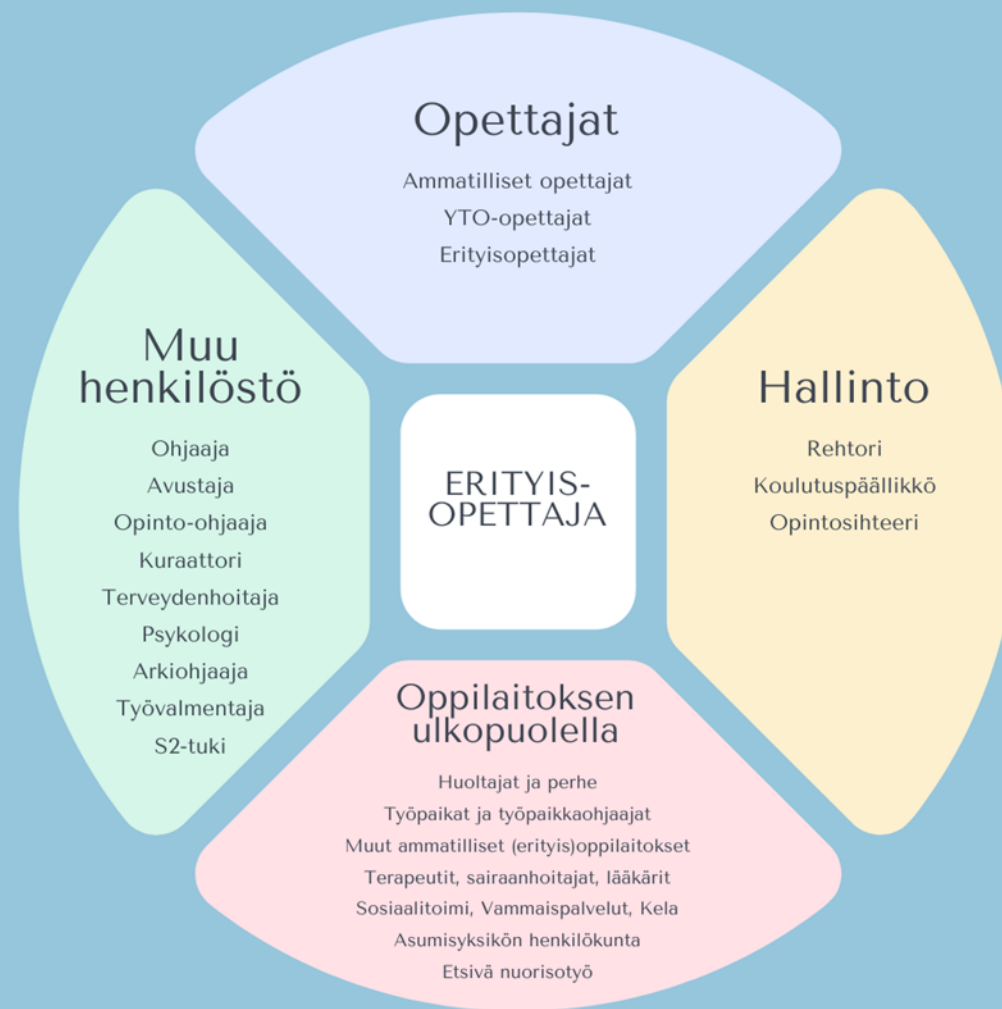 Opettajat
Ammatilliset opettajat
YTO-opettajat
Erityisopettajat
Muu
henkilöstö
Ohjaaja
Avustaja
Opinto-ohjaaja
Kuraattori
Terveydenhoitaja
Psykologi
Arkiohjaaja
Työvalmentaja
S2-tuki
ERITYIS-
OPETTAJA
Hallinto
Rehtori
Koulutuspäällikkö
Opintosihteeri
Oppilaitoksen
ulkopuolella
Huoltajat ja perhe
Työpaikat ja työpaikkaohjaajat
Muut ammatilliset (erityis)oppilaitokset
Terapeutit, sairaanhoitajat, lääkärit
Sosiaalitoimi, Vammaispalvelut, Kela
Asumisyksikön henkilökunta
Etsivä nuorisotyö